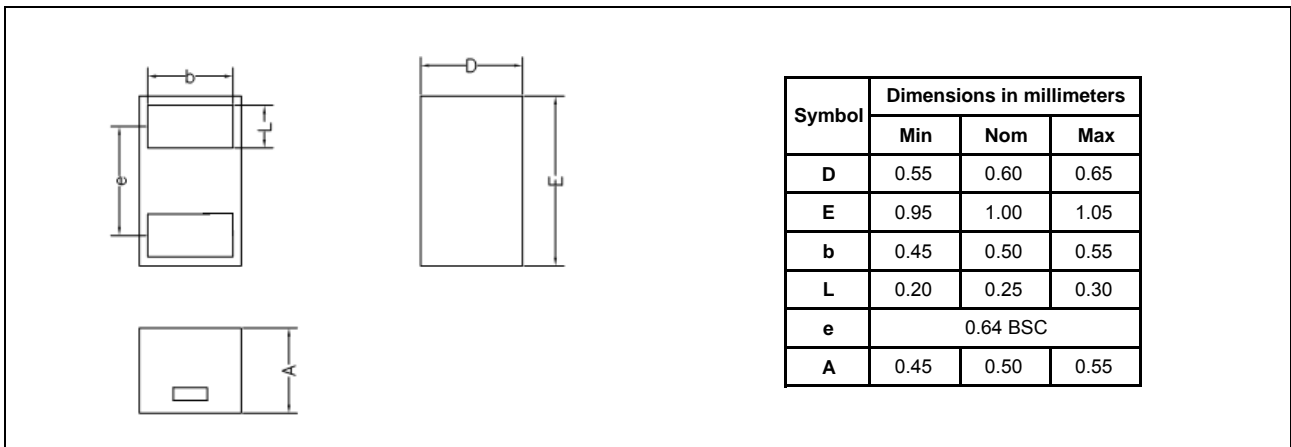 b
L
e
D
E
A
Symbol Dimensions in millimeters
Min Nom Max
D 0.55 0.60 0.65
E 0.95 1.00 1.05
b 0.45 0.50 0.55
L 0.20 0.25 0.30
e 0.64 BSC
A 0.45 0.50 0.55